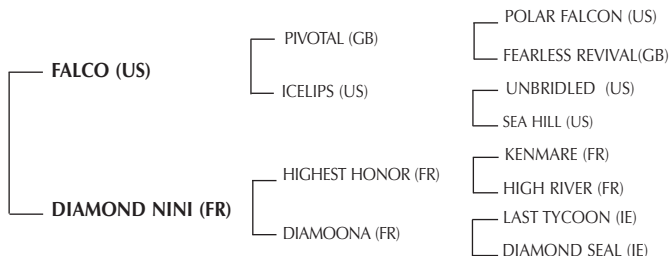 POLAR FALCON (US)
PIVOTAL (GB)
FEARLESS REVIVAL(GB)
FALCO (US)
UNBRIDLED (US)
ICELIPS (US)
SEA HILL (US)
KENMARE (FR)
HIGHEST HONOR (FR)
HIGH RIVER (FR)
DIAMOND NINI (FR)
LAST TYCOON (IE)
DIAMOONA (FR)
DIAMOND SEAL (IE)